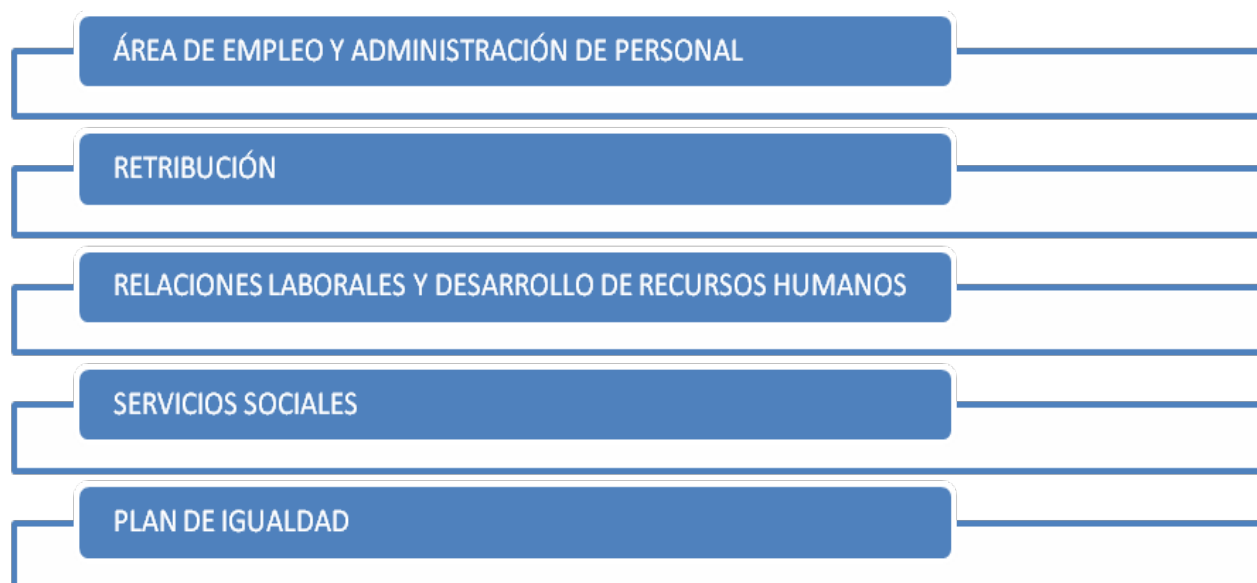 ÁREA DE EMPLEO Y ADMINISTRACIÓN DE PERSONAL
RETRIBUCIÓN
RELACIONES LABORALES Y DESARROLLO DE RECURSOS HUMANOS
SERVICIOS SOCIALES
PLAN DE IGUALDAD